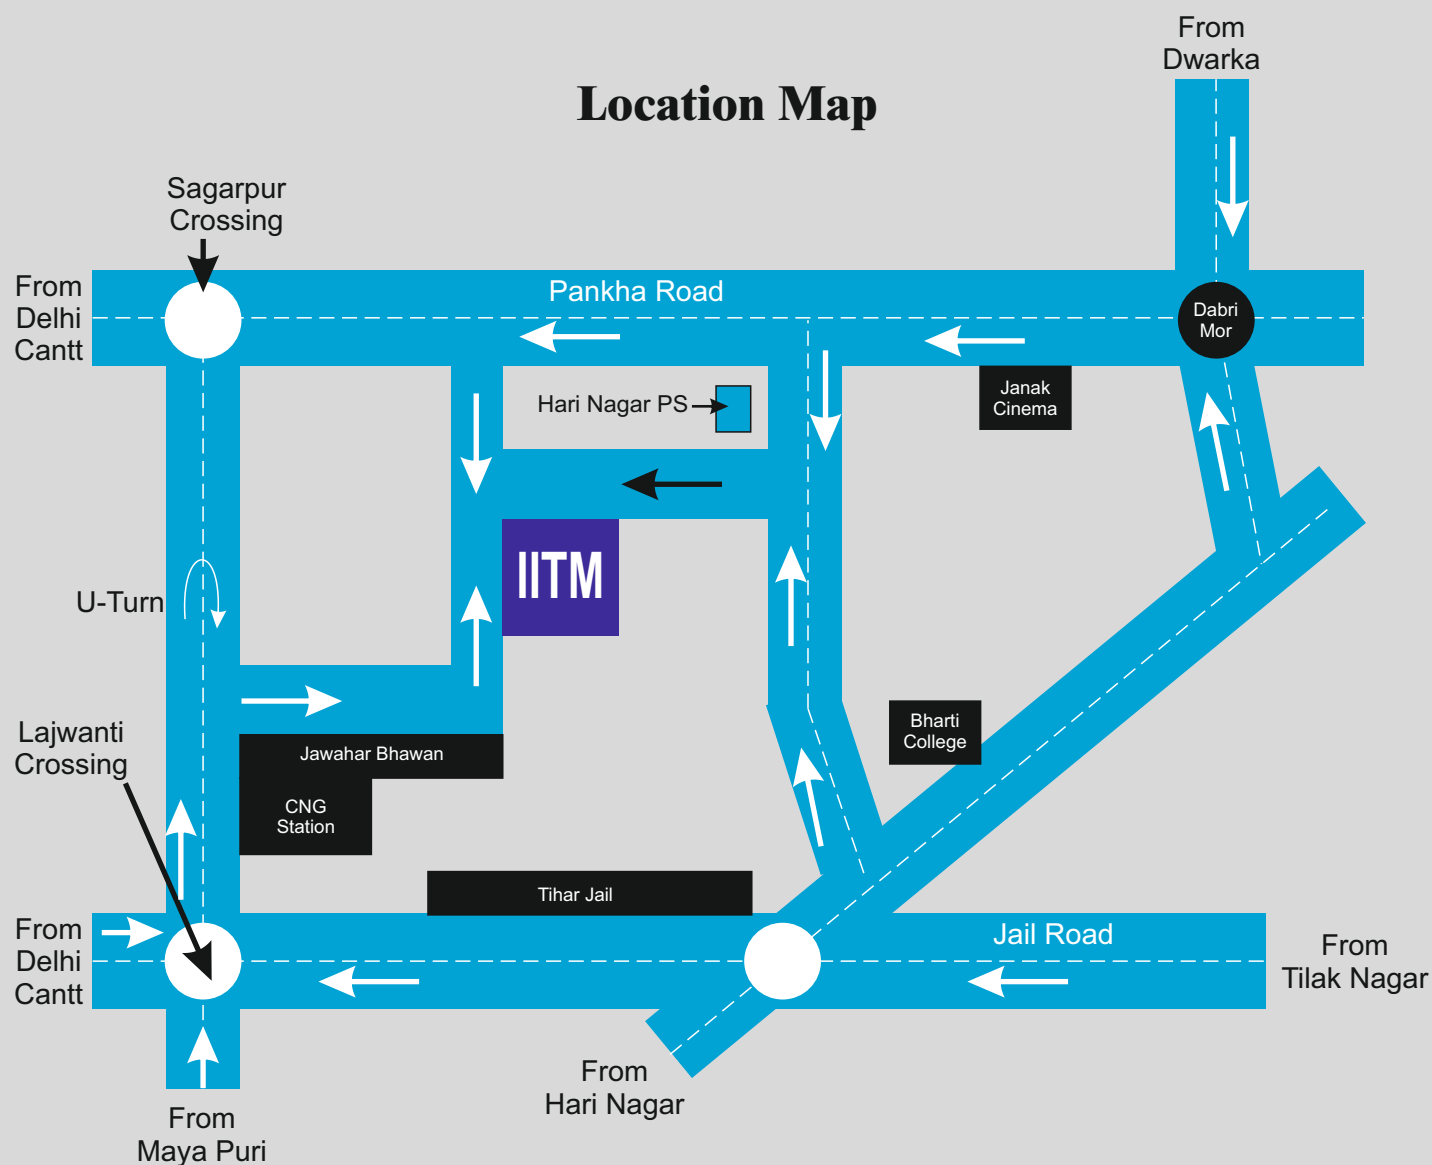 From
Dwarka
Location Map
Sagarpur
Crossing
From
Delhi
Cantt
Pankha Road
Dabri
Mor
Janak
Cinema
Hari Nagar PS
IITM
U-Turn
Lajwanti
Crossing
Bharti
College
Jawahar Bhawan
CNG
Station
Tihar Jail
From
Delhi
Cantt
Jail Road
From
Tilak Nagar
From
Hari Nagar
From
Maya Puri